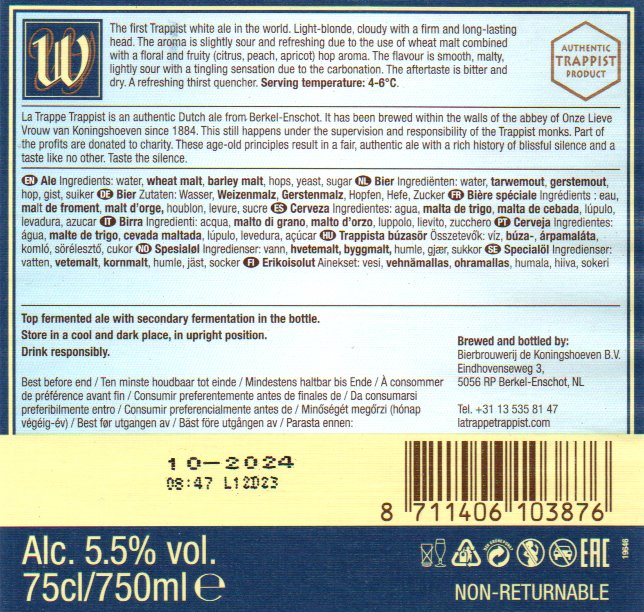 W
The first Trappist white ale in the world. Light-blonde, cloudy with a firm and long-lasting
head. The aroma is slightly sour and refreshing due to the use of wheat malt combined
with a floral and fruity (citrus, peach, apricot) hop aroma. The flavour is smooth, malty,
lightly sour with a tingling sensation due to the carbonation. The aftertaste is bitter and
dry. A refreshing thirst quencher. Serving temperature: 4-6°C.
AUTHENTIC
TRAPPIST
PRODUCT
La Trappe Trappist is an authentic Dutch ale from Berkel-Enschot. It has been brewed within the walls of the abbey of Onze Lieve
Vrouw van Koningshoeven since 1884. This still happens under the supervision and responsibility of the Trappist monks. Part of
the profits are donated to charity. These age-old principles result in a fair, authentic ale with a rich history of blissful silence and a
taste like no other. Taste the silence.
EN Ale Ingredients: water, wheat malt, barley malt, hops, yeast, sugar NL Bier Ingrediënten: water, tarwemout, gerstemout,
hop, gist, suiker DE Bier Zutaten: Wasser, Weizenmalz, Gerstenmalz, Hopfen, Hefe, Zucker FR Bière spéciale Ingrédients : eau,
malt de froment, malt d'orge, houblon, levure, sucre ES Cerveza Ingredientes: agua, malta de trigo, malta de cebada, lúpulo,
levadura, azucar IT Birra Ingredienti: acqua, malto di grano, malto d'orzo, luppolo, lievito, zucchero PT Cerveja Ingredientes:
água, malte de trigo, cevada maltada, lúpulo, levedura, açúcar HU Trappista búzasör Összetevők: víz, búza-, árpamaláta,
komló, sörélesztő, cukor NO Spesialøl Ingredienser: vann, hvetemalt, byggmalt, humle, gjær, sukkor SE Specialöl Ingredienser:
vatten, vetemalt, kornmalt, humle, jäst, socker FI Erikoisolut Ainekset: vesi, vehnämallas, ohramallas, humala, hiiva, sokeri
Top fermented ale with secondary fermentation in the bottle.
Store in a cool and dark place, in upright position.
Drink responsibly.
Best before end / Ten minste houdbaar tot einde / Mindestens haltbar bis Ende / À consommer
de préférence avant fin / Consumir preferentemente antes de finales de / Da consumarsi
preferibilmente entro / Consumir preferencialmente antes de / Minőségét megőrzi (hónap
végéig-év) / Best før utgangen av / Bäst före utgången av / Parasta ennen:
Brewed and bottled by:
Bierbrouwerij de Koningshoeven B.V.
Eindhovenseweg 3,
5056 RP Berkel-Enschot, NL
Tel. +31 13 535 81 47
latrappetrappist.com
10-2024
08:47 L12D23
8 711406 103876
Alc. 5.5% vol.
75cl/750ml e
EAC
19646
NON-RETURNABLE